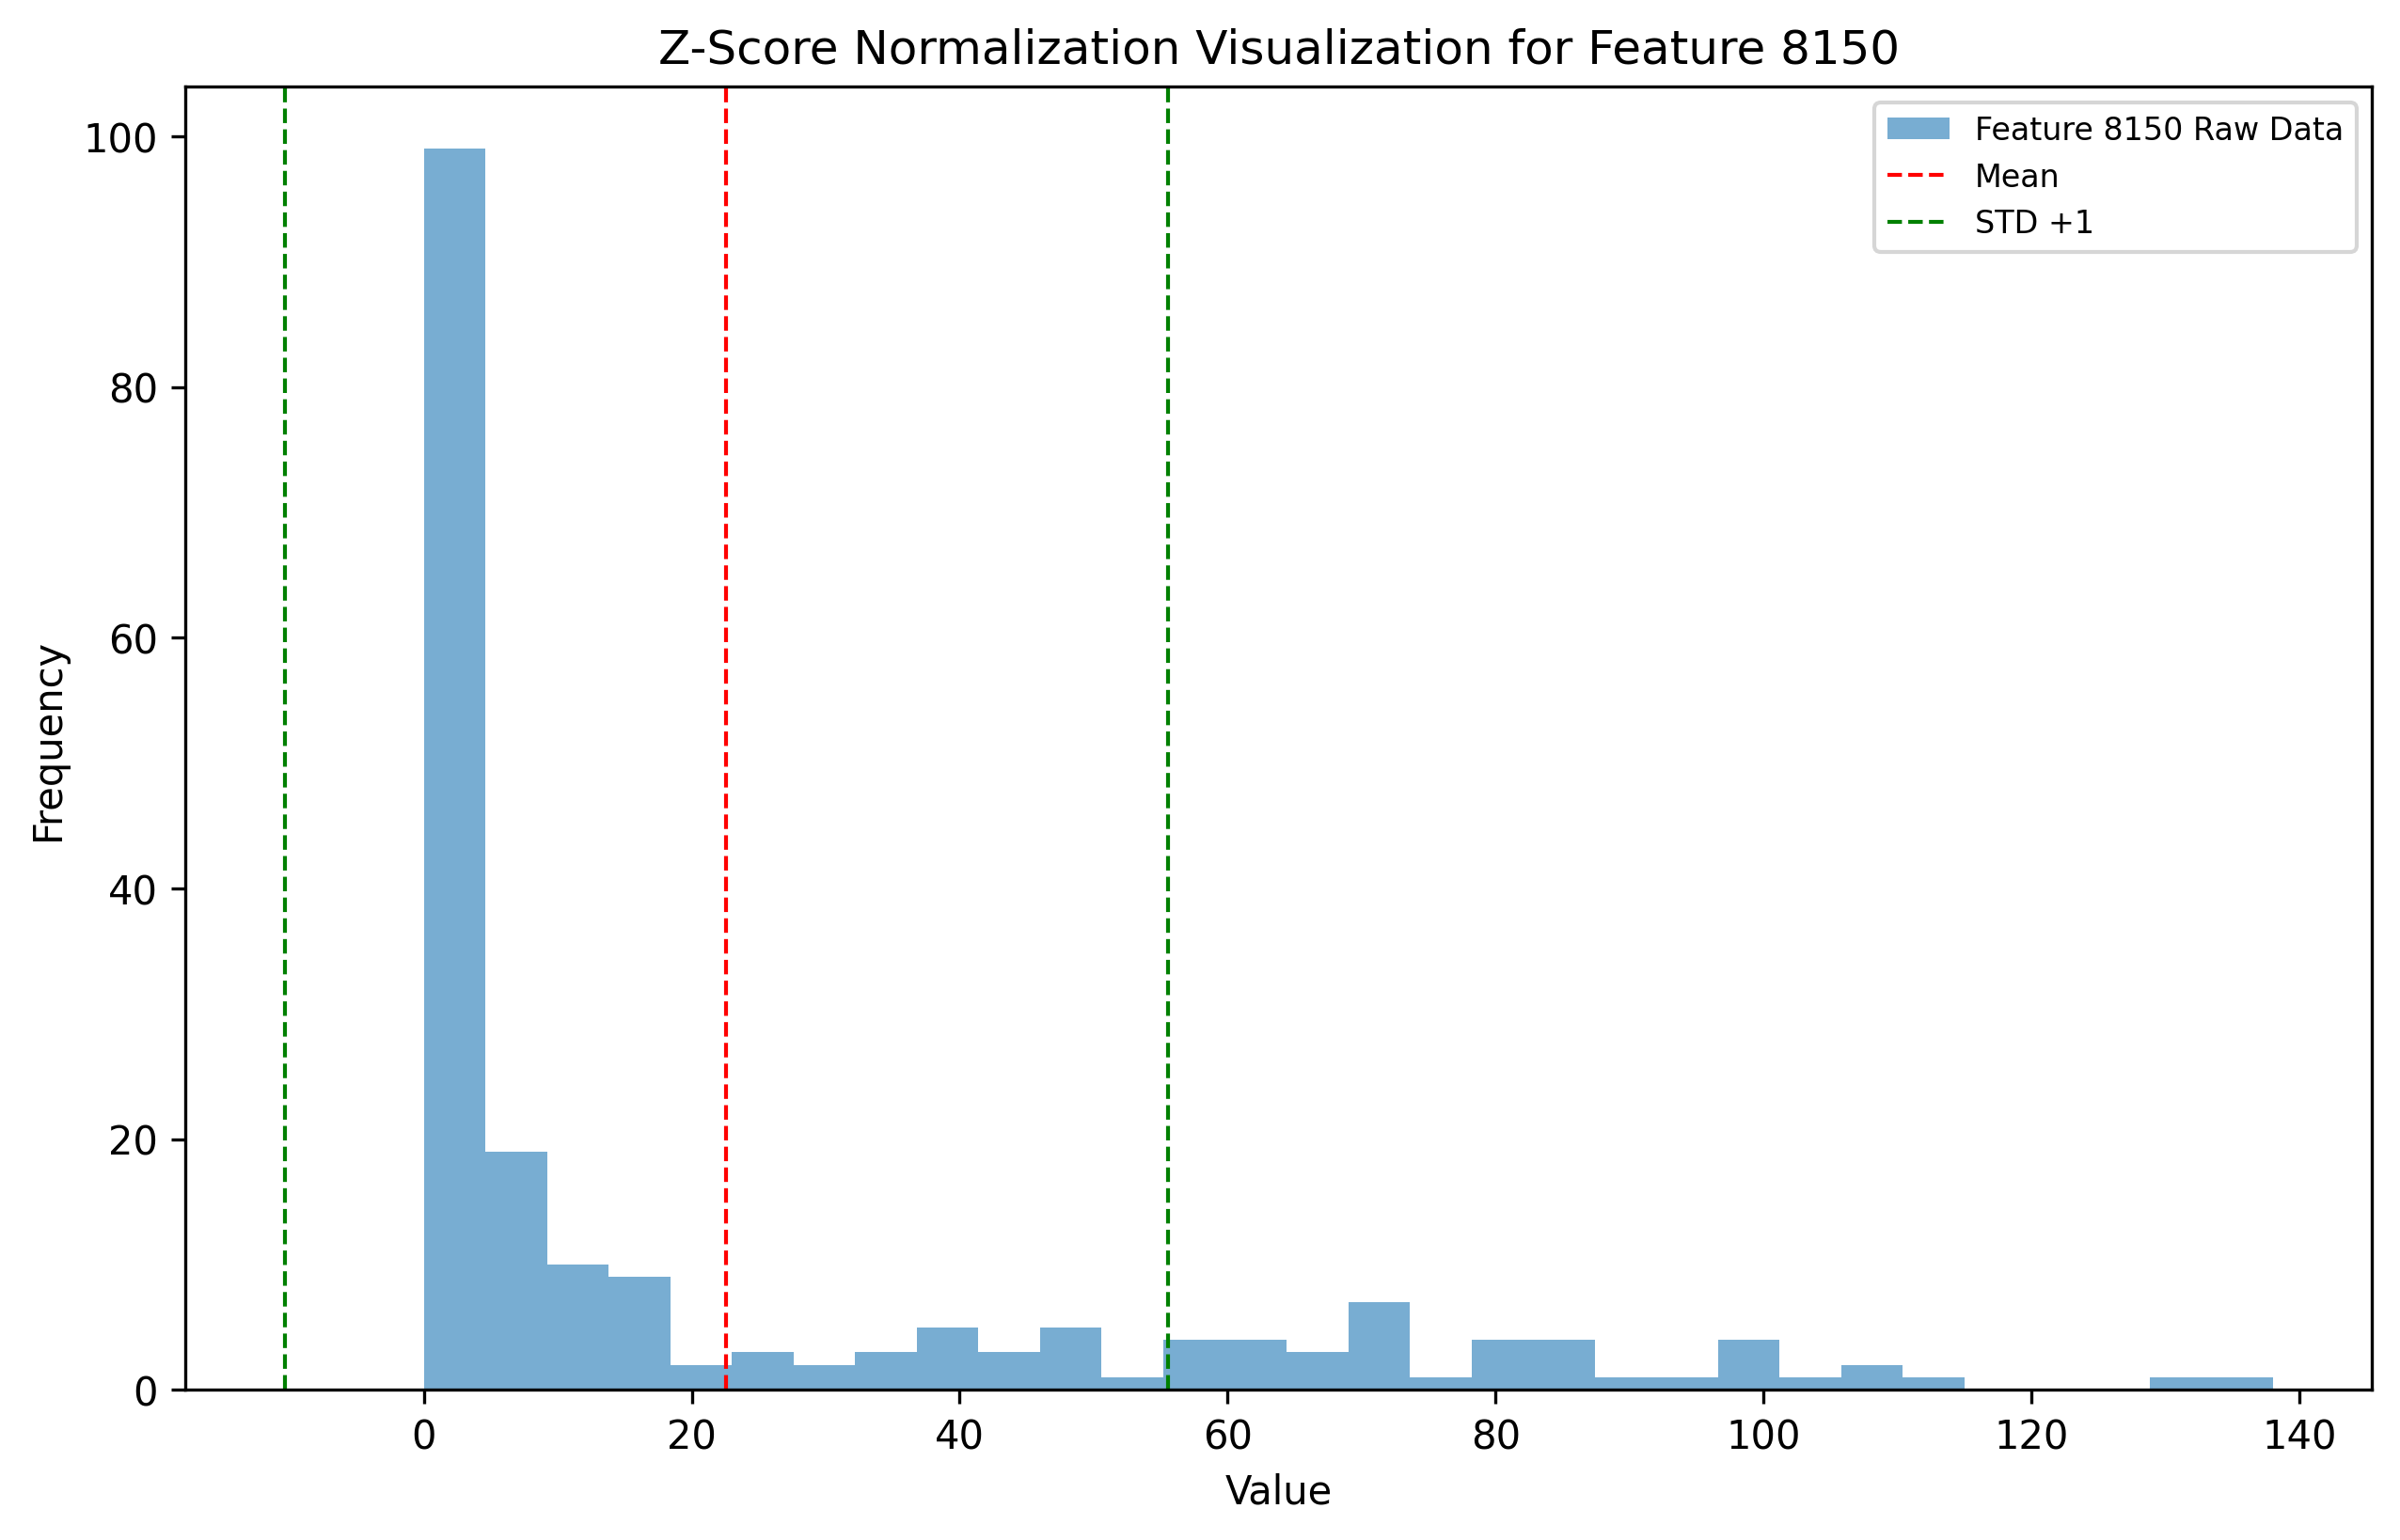 Z-Score Normalization Visualization for Feature 8150
Feature 8150 Raw Data
Mean
STD +1
100
80
60
40
20
0
Frequency
0 20 40 60 80 100 120 140
Value